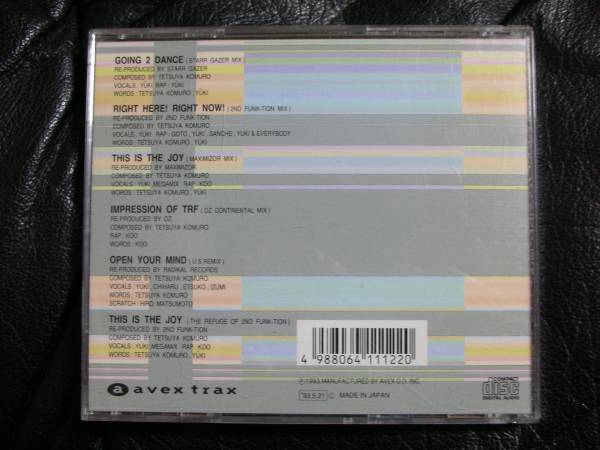 GOING 2 DANCE (STARR GAZER MIX)
RE-PRODUCED BY STARR GAZER
COMPOSED BY TETSUYA KOMURO
VOCALS : YUKI RAP : YUKI
WORDS : TETSUYA KOMURO , YUKI
RIGHT HERE! RIGHT NOW! (2ND FUNK-TION MIX)
RE-PRODUCED BY 2ND FUNK-TION
COMPOSED BY TETSUYA KOMURO
VOCALS : YUKI RAP : GOTO , YUKI , SANCHE , YUKI & EVERYBODY
WORDS : TETSUYA KOMURO , YUKI
THIS IS THE JOY (MAXIMIZOR MIX)
RE-PRODUCED BY MAXIMIZOR
COMPOSED BY TETSUYA KOMURO
VOCALS : YUKI MEGAMIX RAP : KOO
WORDS : TETSUYA KOMURO , YUKI
IMPRESSION OF TRF (OZ CONTINENTAL MIX)
RE-PRODUCED BY OZ
COMPOSED BY TETSUYA KOMURO
RAP : KOO
WORDS : KOO
OPEN YOUR MIND (U.S.REMIX)
RE-PRODUCED BY RADIKAL RECORDS
COMPOSED BY TETSUYA KOMURO
VOCALS : YUKI , CHIHARU , ETSUKO , IZUMI
WORDS : TETSUYA KOMURO
SCRATCH : HIRO MATSUMOTO
THIS IS THE JOY (THE REFUGE OF 2ND FUNK-TION)
RE-PRODUCED BY 2ND FUNK-TION
COMPOSED BY TETSUYA KOMURO
VOCALS : YUKI MEGAMIX RAP : KOO
WORDS : TETSUYA KOMURO , YUKI
4 988064 111220
a avex trax
Ⓟ1993 MANUFACTURED BY AVEX D.D. INC.
'93.5.21 Ⓒ MADE IN JAPAN
COMPACT
disc
DIGITAL AUDIO